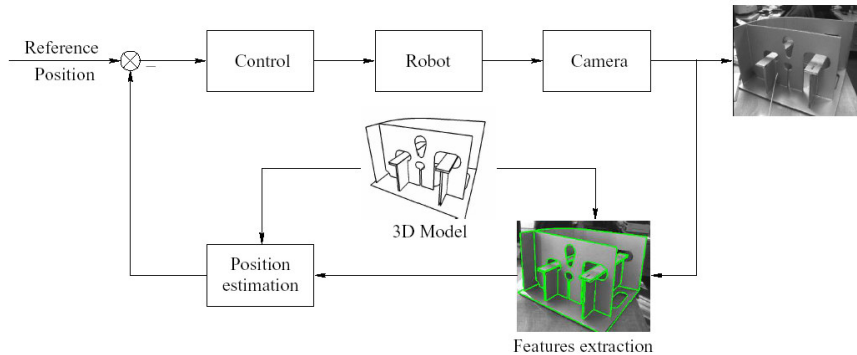 Reference
Position
Control
Robot
Camera
3D Model
Position
estimation
Features extraction